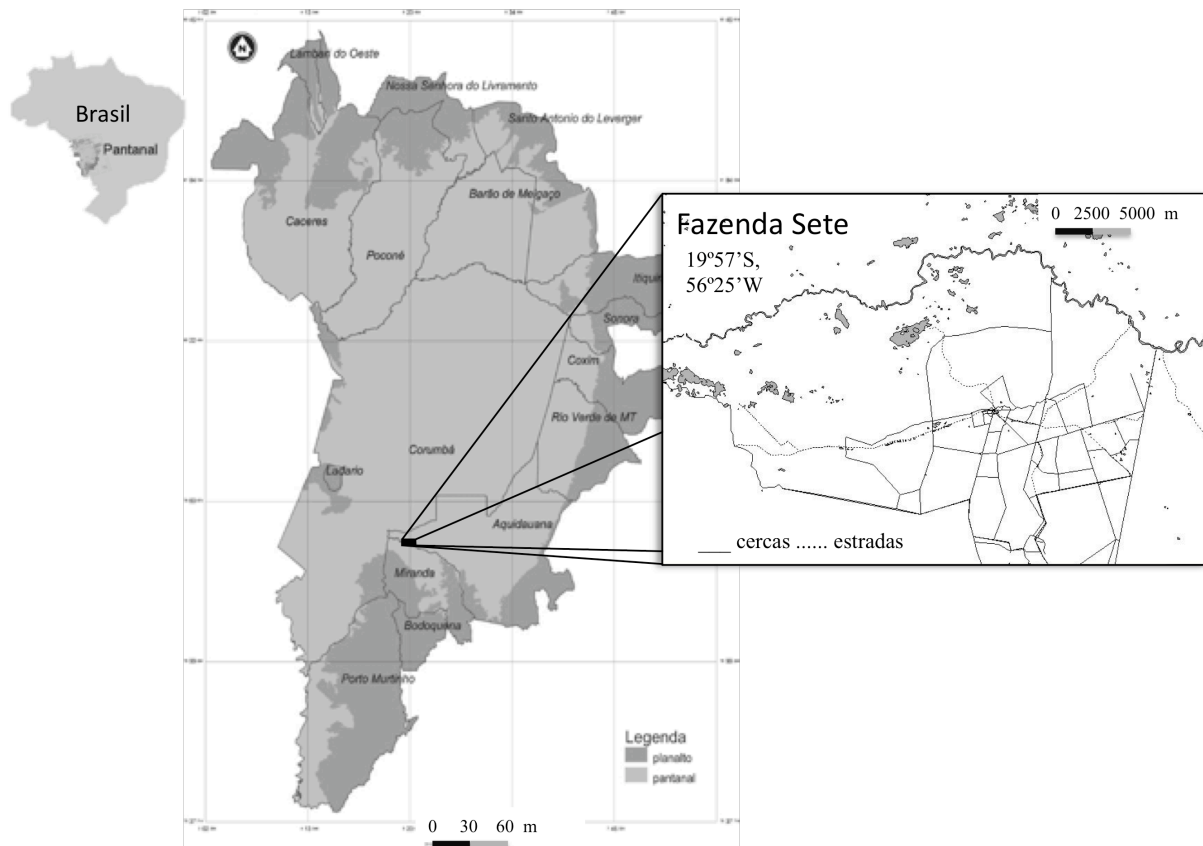 Brasil
Pantanal
N
Lambari do Oeste
Nossa Senhora do Livramento
Santo Antonio do Leverger
Barão de Melgaço
Caceres
Poconé
Itiquira
Sonora
Coxim
Rio Verde de MT
Corumbá
Ladario
Aquidauana
Miranda
Bodoquena
Porto Murtinho
Legenda
planalto
pantanal
0 30 60 m
Fazenda Sete
19º57’S,
56º25’W
0 2500 5000 m
___ cercas ...... estradas